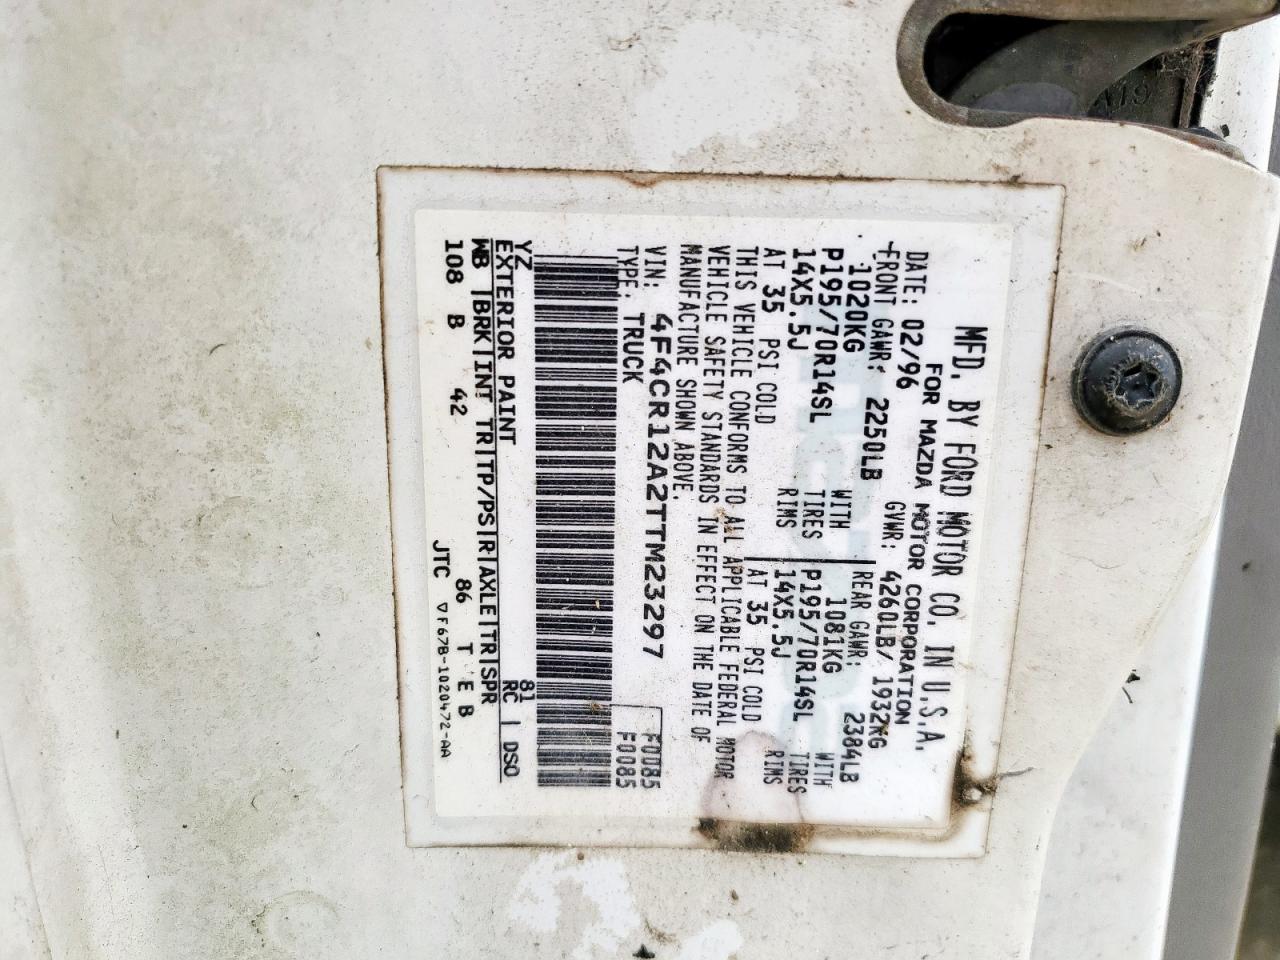 MFD. BY FORD MOTOR CO. IN U.S.A.
FOR MAZDA MOTOR CORPORATION
DATE: 02/96 GVWR: 4260LB/ 1932KG
FRONT GAWR: 2250LB REAR GAWR: 2384LB
1020KG WITH 1081KG WITH
P195/70R14SL TIRES P195/70R14SL TIRES
14X5.5J RIMS 14X5.5J RIMS
AT 35 PSI COLD AT 35 PSI COLD
THIS VEHICLE CONFORMS TO ALL APPLICABLE FEDERAL MOTOR
VEHICLE SAFETY STANDARDS IN EFFECT ON THE DATE OF
MANUFACTURE SHOWN ABOVE.
VIN: 4F4CR12A2TTM23297 F0085
TYPE: TRUCK F0085
YZ 81
EXTERIOR PAINT RC | DSO
WB |BRK|INT TR|TP/PS|R|AXLE|TR|SPR
108 B 42 86 T E B
JTC ▽F67B-1020472-AA